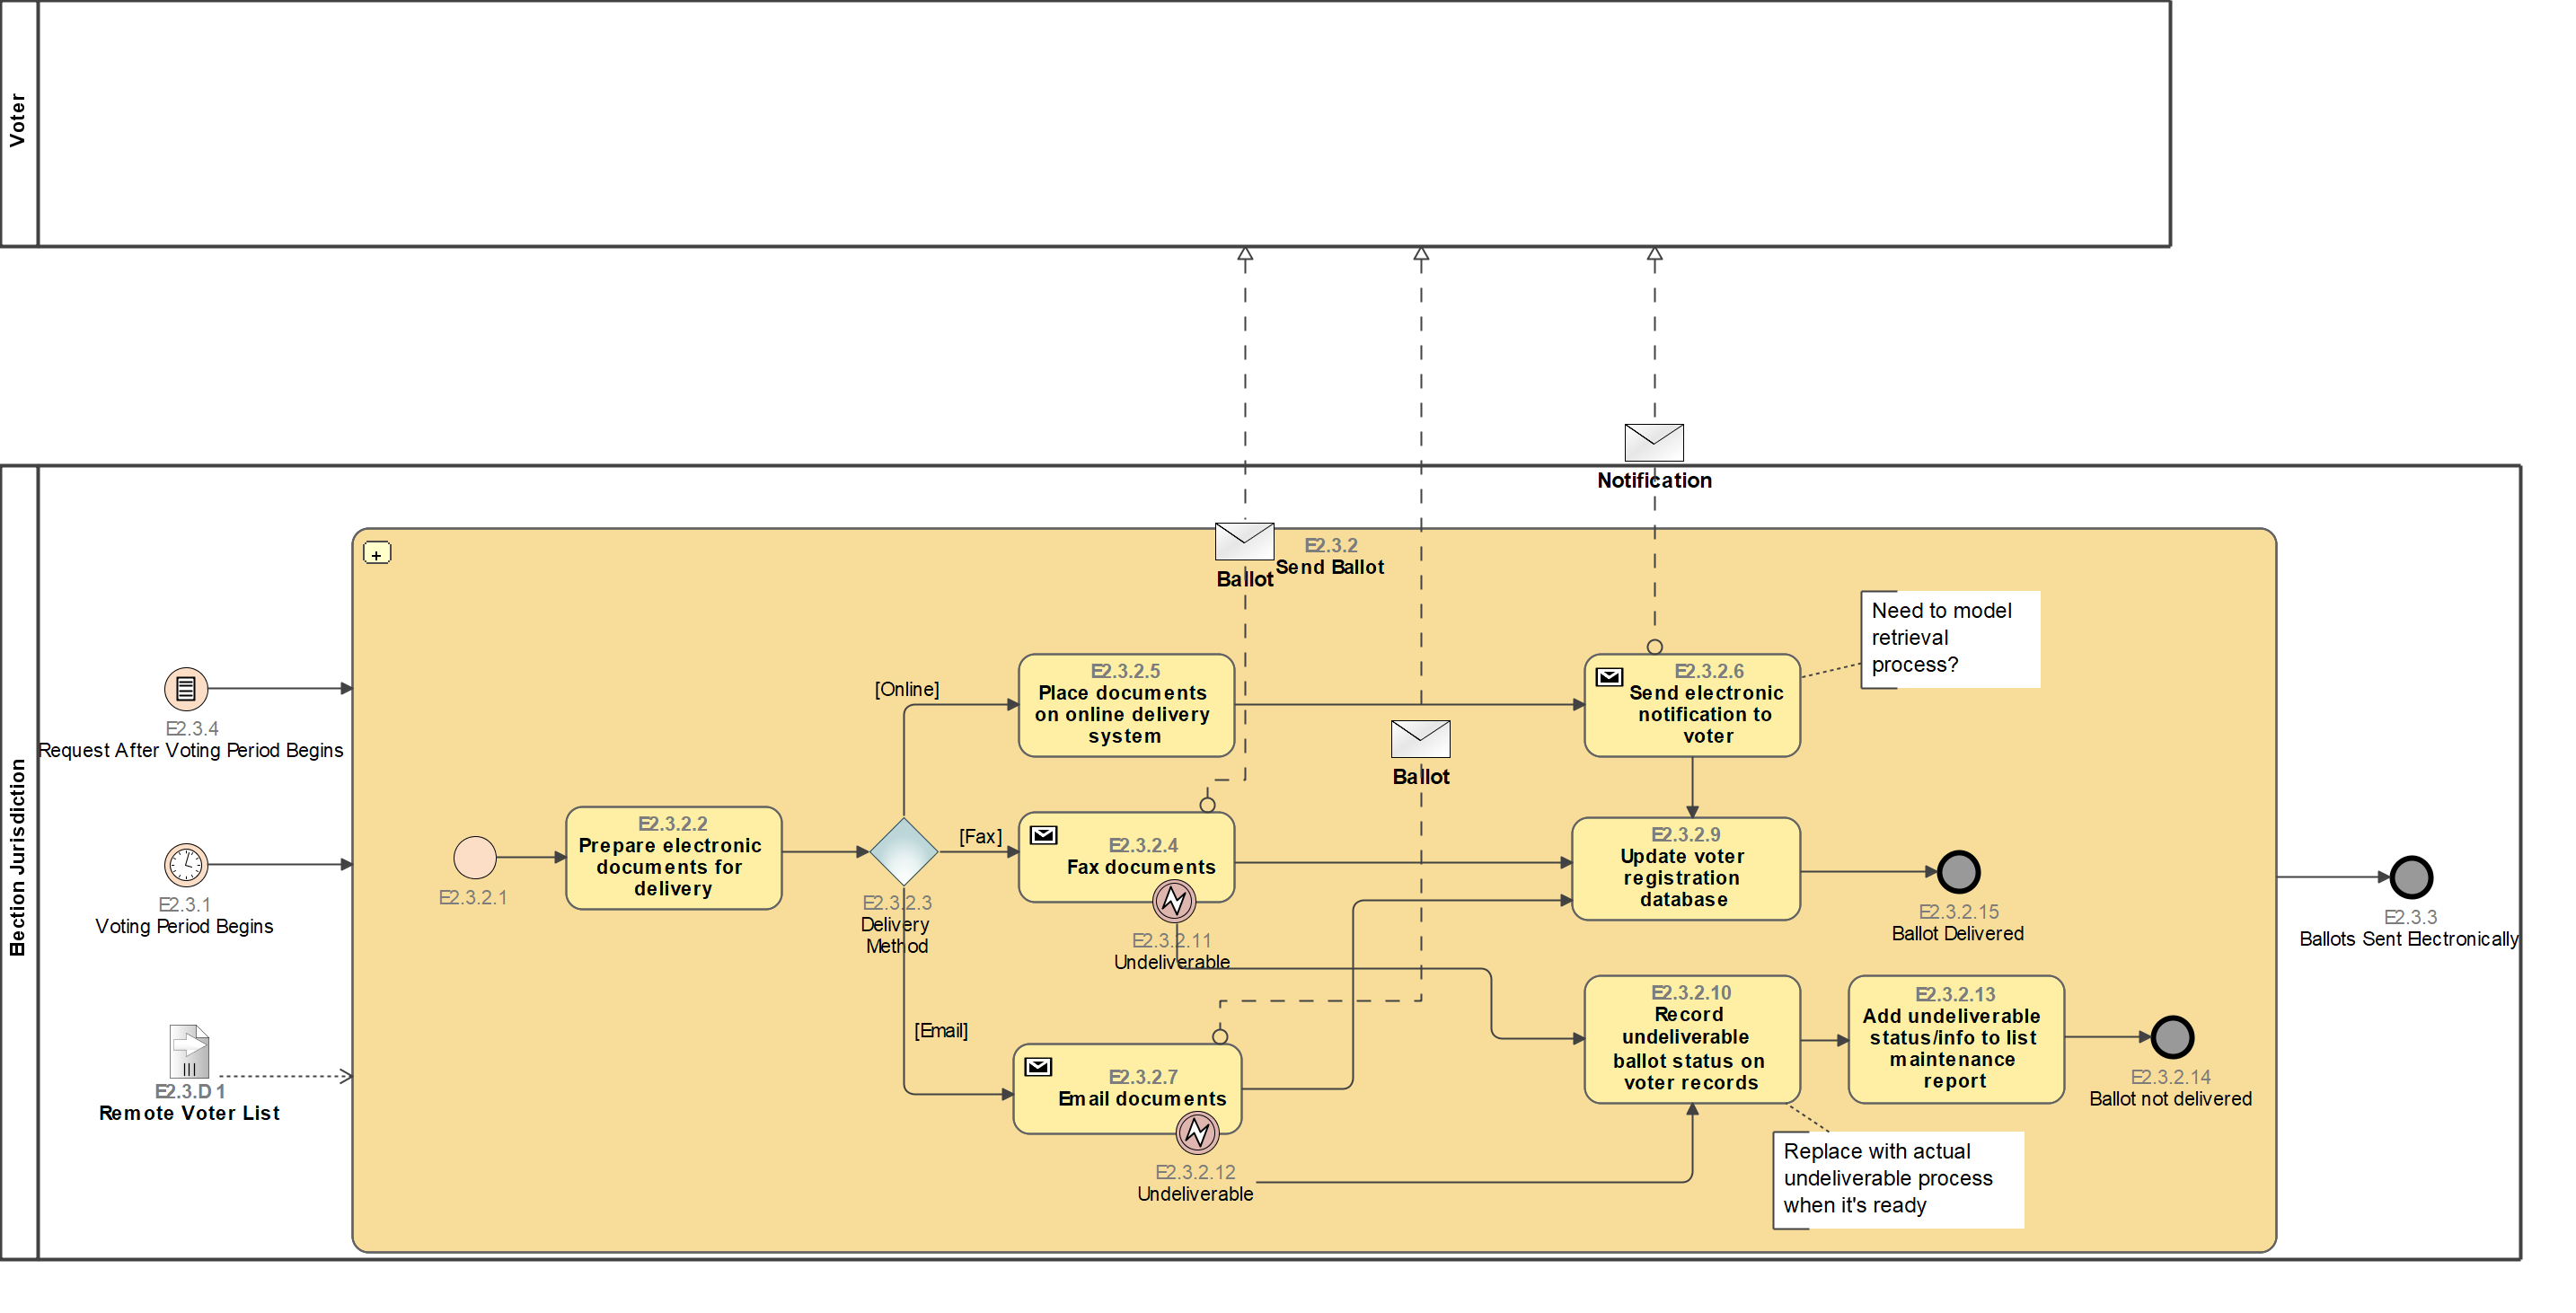 Voter
Notification
Election Jurisdiction
Ballot
E2.3.2
Send Ballot
E2.3.4
Request After Voting Period Begins
E2.3.1
Voting Period Begins
E2.3.D1
Remote Voter List
E2.3.2.1
E2.3.2.2
Prepare electronic
documents for
delivery
E2.3.2.3
Delivery
Method
[Online]
[Fax]
[Email]
E2.3.2.5
Place documents
on online delivery
system
E2.3.2.4
Fax documents
E2.3.2.11
Undeliverable
E2.3.2.7
Email documents
E2.3.2.12
Undeliverable
Ballot
E2.3.2.6
Send electronic
notification to
voter
Need to model
retrieval
process?
E2.3.2.9
Update voter
registration
database
E2.3.2.15
Ballot Delivered
E2.3.2.10
Record
undeliverable
ballot status on
voter records
E2.3.2.13
Add undeliverable
status/info to list
maintenance
report
E2.3.2.14
Ballot not delivered
Replace with actual
undeliverable process
when it's ready
E2.3.3
Ballots Sent Electronically